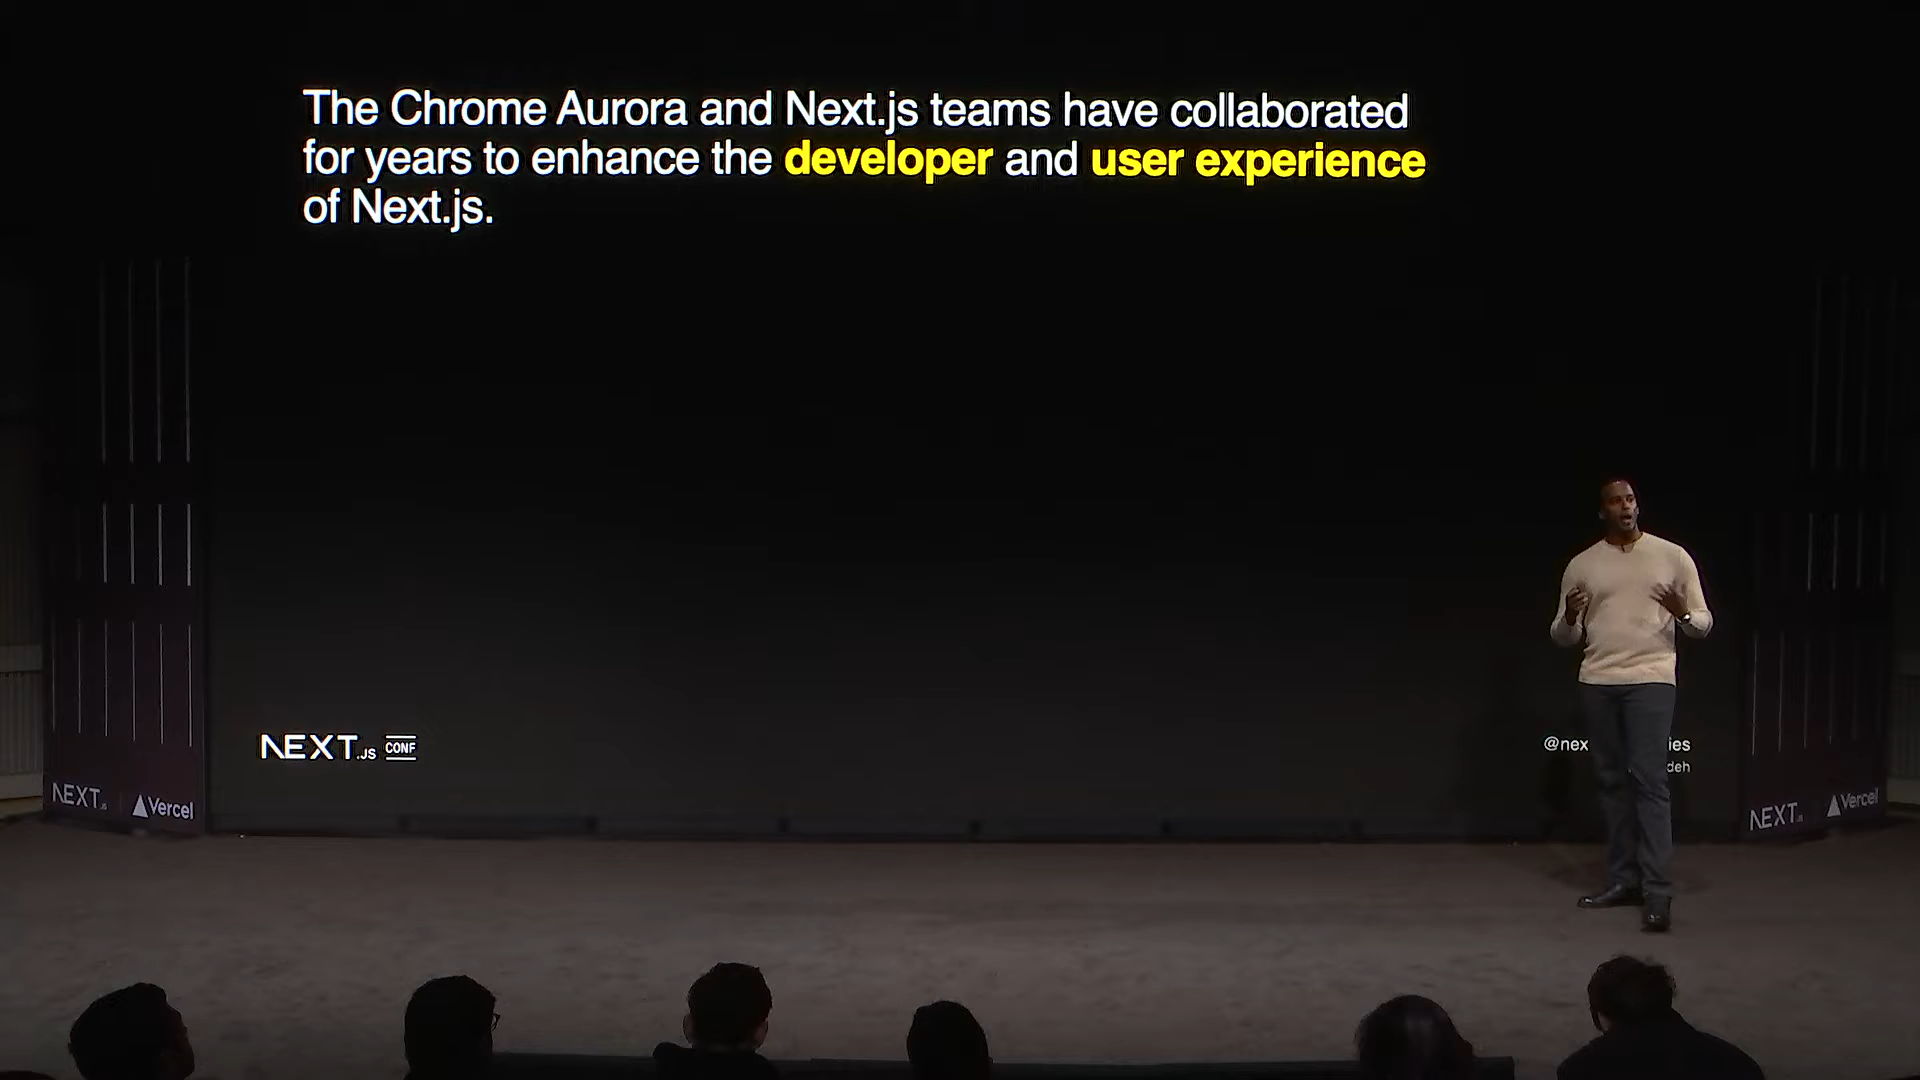 The Chrome Aurora and Next.js teams have collaborated
for years to enhance the developer and user experience
of Next.js.
NEXT.JS CONF
NEXT.JS
Vercel
NEXT.JS
Vercel